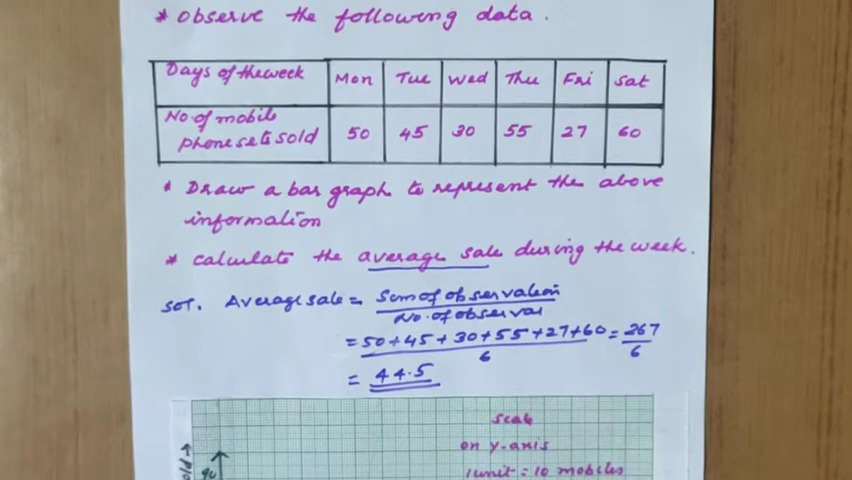 * Observe the following data.
Days of the week Mon Tue Wed Thu Fri Sat
No. of mobile
phone sets sold 50 45 30 55 27 60
* Draw a bar graph to represent the above
information
* calculate the average sale during the week.
Sol. Average sale = Sum of observation
No. of observat
= 50+45+30+55+27+60 = 267
6 6
= 44.5
Scale
on y-axis
1 unit = 10 mobiles